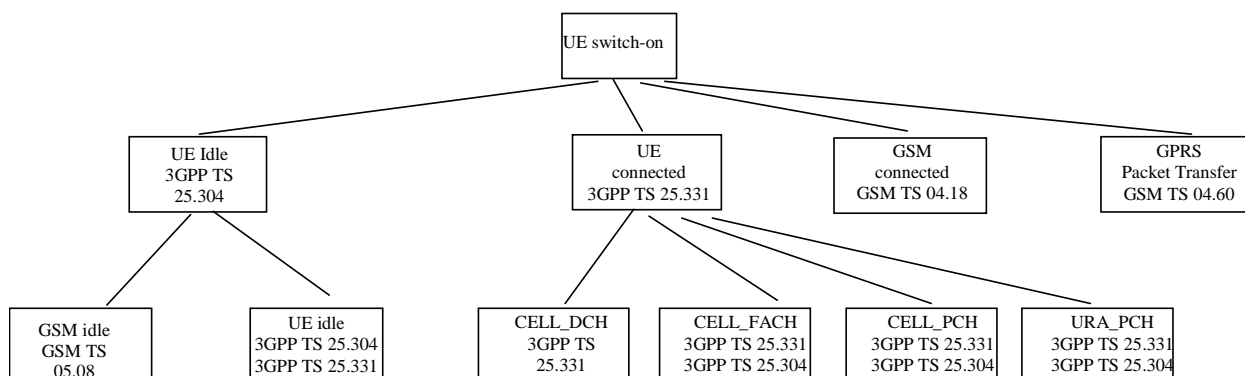 UE switch-on
UE Idle
3GPP TS
25.304
UE
connected
3GPP TS 25.331
GSM
connected
GSM TS 04.18
GPRS
Packet Transfer
GSM TS 04.60
GSM idle
GSM TS
05.08
UE idle
3GPP TS 25.304
3GPP TS 25.331
CELL_DCH
3GPP TS
25.331
CELL_FACH
3GPP TS 25.331
3GPP TS 25.304
CELL_PCH
3GPP TS 25.331
3GPP TS 25.304
URA_PCH
3GPP TS 25.331
3GPP TS 25.304